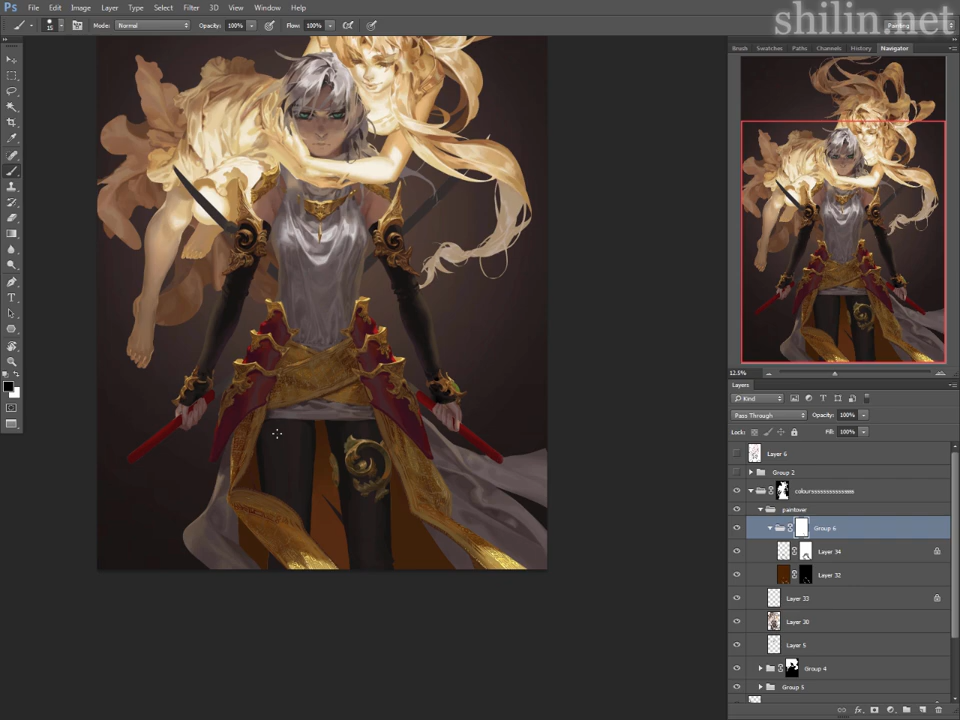 shilin.net
Ps File Edit Image Layer Type Select Filter 3D View Window Help
15 Mode: Normal Opacity: 100% Flow: 100% Painting
Brush Swatches Paths Channels History Navigator
12.5%
Layers
Kind
Pass Through Opacity: 100%
Lock: Fill: 100%
Layer 6
Group 2
paintover
Group 6
Layer 34
Layer 32
Layer 33
Layer 30
Layer 5
Group 4
Group 5
fx